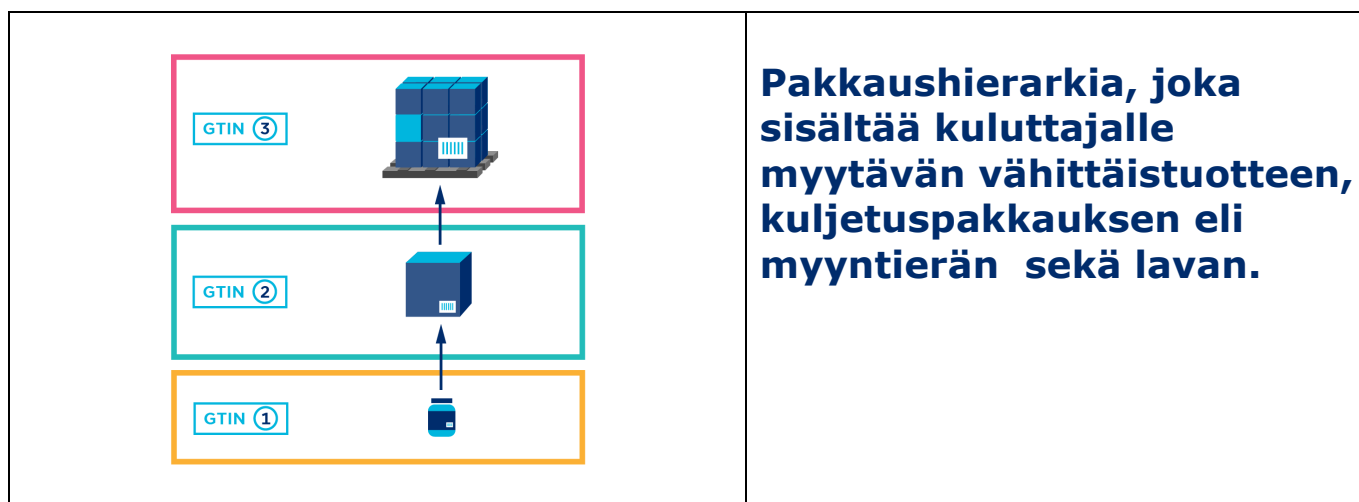 GTIN 3
GTIN 2
GTIN 1
Pakkaushierarkia, joka
sisältää kuluttajalle
myytävän vähittäistuotteen,
kuljetuspakkauksen eli
myyntierän sekä lavan.